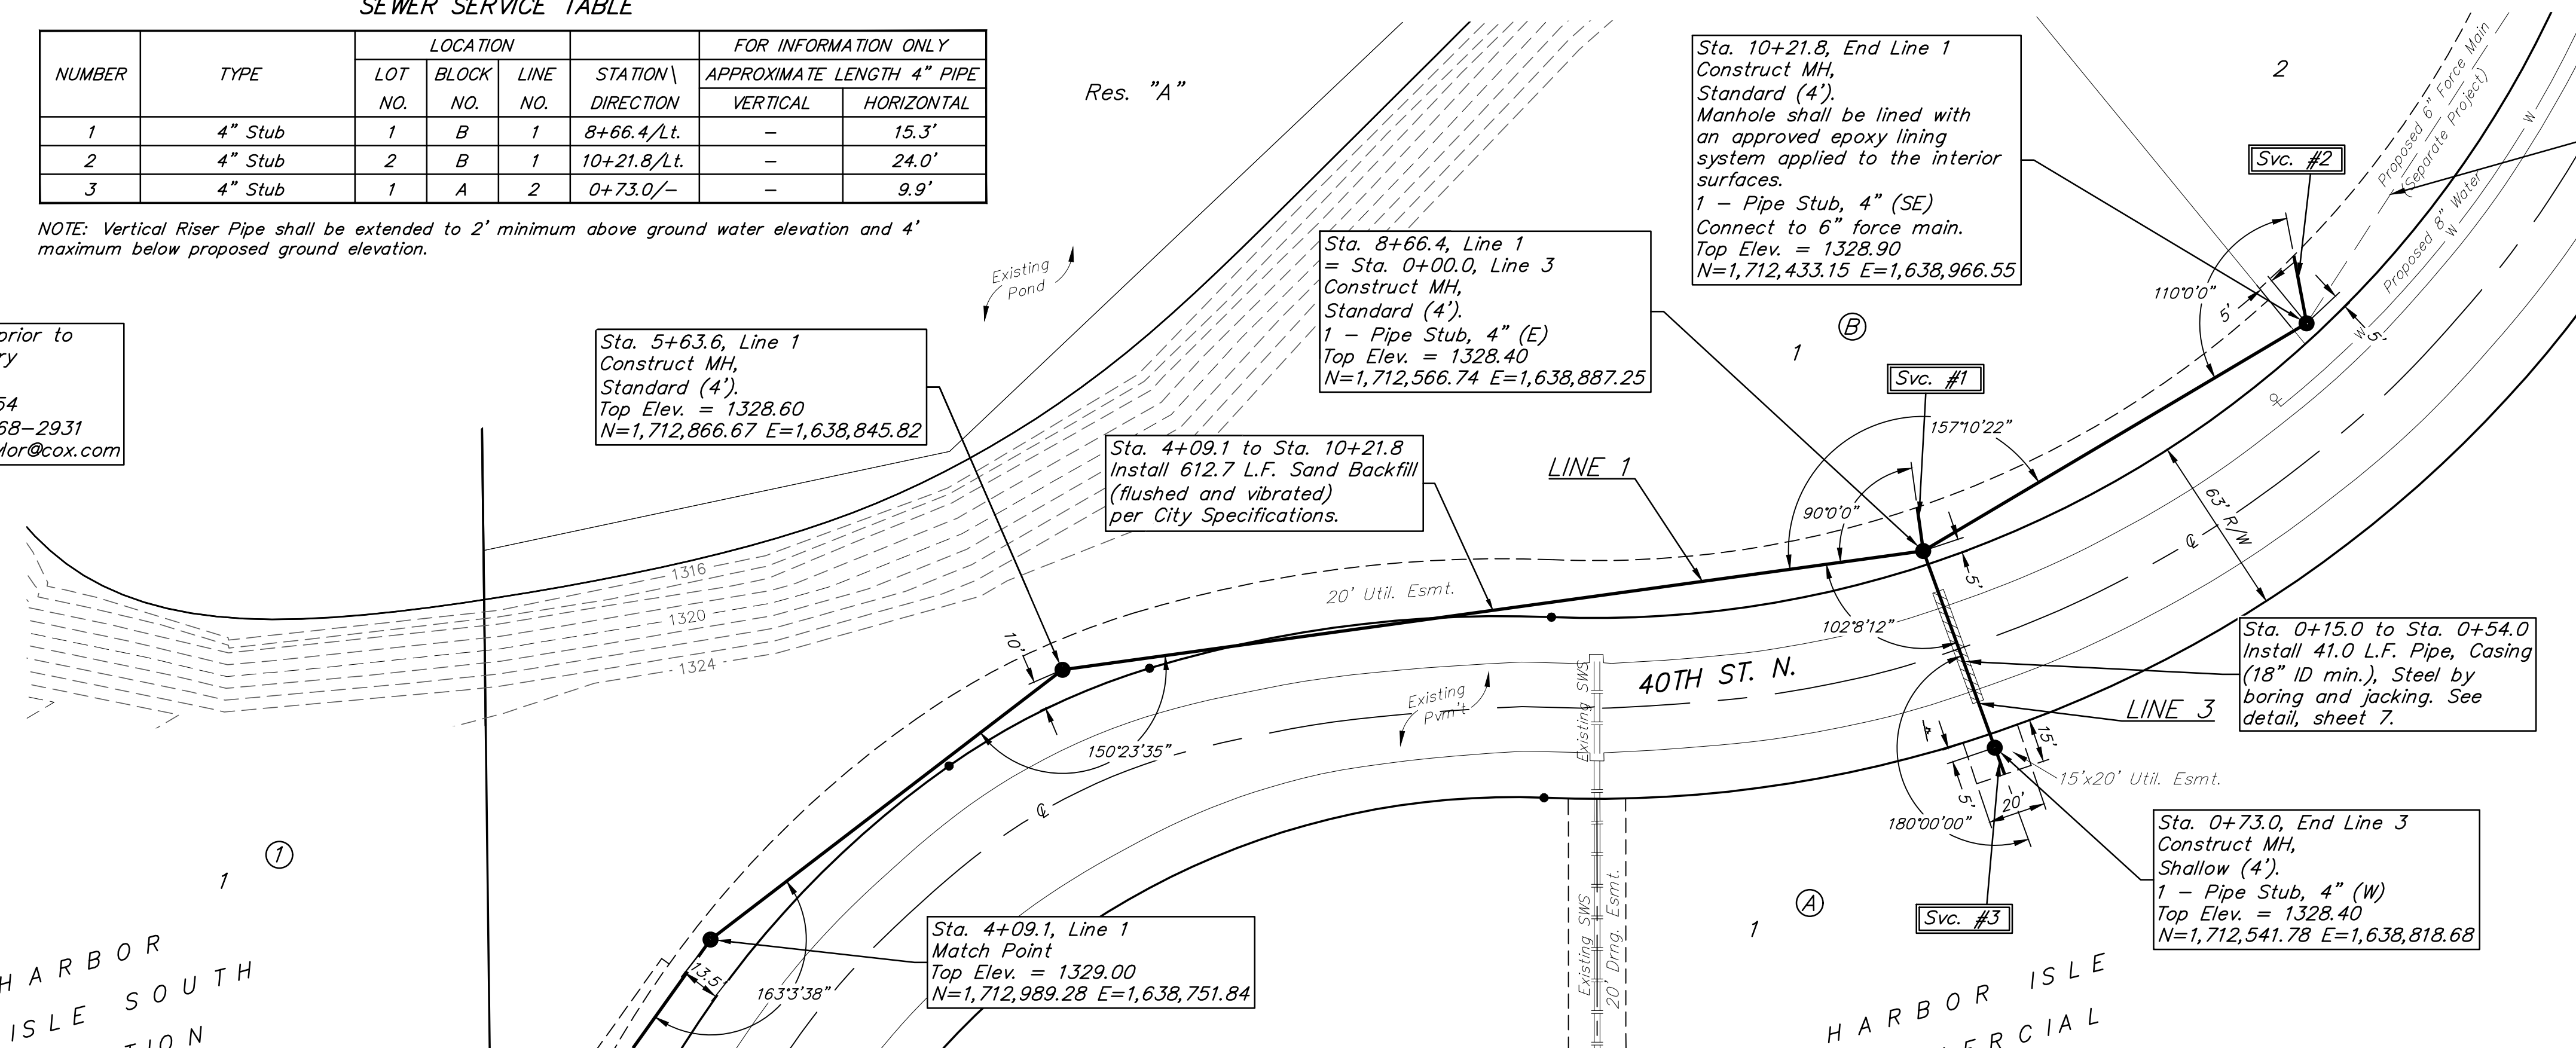 SEWER SERVICE TABLE
NUMBER TYPE LOCATION STATION\ DIRECTION FOR INFORMATION ONLY
LOT NO. BLOCK NO. LINE NO. APPROXIMATE LENGTH 4" PIPE
VERTICAL HORIZONTAL
1 4" Stub 1 B 1 8+66.4/Lt. – 15.3'
2 4" Stub 2 B 1 10+21.8/Lt. – 24.0'
3 4" Stub 1 A 2 0+73.0/– – 9.9'
NOTE: Vertical Riser Pipe shall be extended to 2' minimum above ground water elevation and 4'
maximum below proposed ground elevation.
prior to
ry
54
68-2931
lor@cox.com
Res. "A"
Existing
Pond
Sta. 5+63.6, Line 1
Construct MH,
Standard (4').
Top Elev. = 1328.60
N=1,712,866.67 E=1,638,845.82
Sta. 4+09.1 to Sta. 10+21.8
Install 612.7 L.F. Sand Backfill
(flushed and vibrated)
per City Specifications.
Sta. 8+66.4, Line 1
= Sta. 0+00.0, Line 3
Construct MH,
Standard (4').
1 – Pipe Stub, 4" (E)
Top Elev. = 1328.40
N=1,712,566.74 E=1,638,887.25
Sta. 10+21.8, End Line 1
Construct MH,
Standard (4').
Manhole shall be lined with
an approved epoxy lining
system applied to the interior
surfaces.
1 – Pipe Stub, 4" (SE)
Connect to 6" force main.
Top Elev. = 1328.90
N=1,712,433.15 E=1,638,966.55
2
Svc. #2
Proposed 6" Force Main
(Separate Project)
Proposed 8" Water
W
W
W
W
110°0'0"
5'
5'
B
1
Svc. #1
157°10'22"
90°0'0"
LINE 1
102°8'12"
5'
63' R/W
℄
1316
1320
1324
20' Util. Esmt.
10'
150°23'35"
℄
Existing
Pvm't
40TH ST. N.
Existing SWS
Sta. 0+15.0 to Sta. 0+54.0
Install 41.0 L.F. Pipe, Casing
(18" ID min.), Steel by
boring and jacking. See
detail, sheet 7.
LINE 3
15'
15'x20' Util. Esmt.
5'
20'
180°00'00"
Svc. #3
Sta. 0+73.0, End Line 3
Construct MH,
Shallow (4').
1 – Pipe Stub, 4" (W)
Top Elev. = 1328.40
N=1,712,541.78 E=1,638,818.68
1
1
Sta. 4+09.1, Line 1
Match Point
Top Elev. = 1329.00
N=1,712,989.28 E=1,638,751.84
13.5'
163°3'38"
Existing SWS
20' Drng. Esmt.
A
1
HARBOR
ISLE SOUTH
TION
HARBOR ISLE
MERCIAL